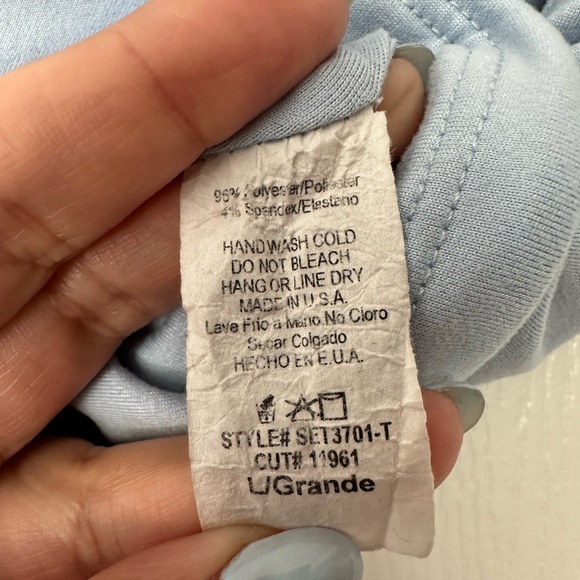 96% Polyester/Poliester
4% Spandex/Elastano
HAND WASH COLD
DO NOT BLEACH
HANG OR LINE DRY
MADE IN U.S.A.
Lave Frio a Mano No Cloro
Secar Colgado
HECHO EN E.U.A.
STYLE# SET3701-T
CUT# 11961
L/Grande